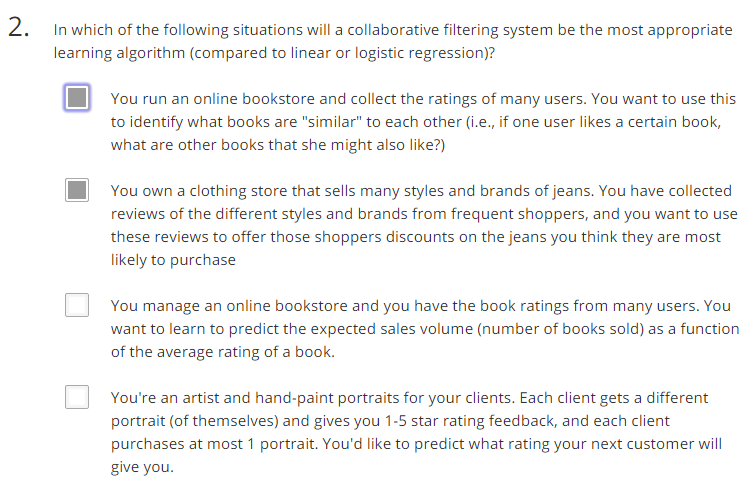 2. In which of the following situations will a collaborative filtering system be the most appropriate
learning algorithm (compared to linear or logistic regression)?
You run an online bookstore and collect the ratings of many users. You want to use this
to identify what books are "similar" to each other (i.e., if one user likes a certain book,
what are other books that she might also like?)
You own a clothing store that sells many styles and brands of jeans. You have collected
reviews of the different styles and brands from frequent shoppers, and you want to use
these reviews to offer those shoppers discounts on the jeans you think they are most
likely to purchase
You manage an online bookstore and you have the book ratings from many users. You
want to learn to predict the expected sales volume (number of books sold) as a function
of the average rating of a book.
You're an artist and hand-paint portraits for your clients. Each client gets a different
portrait (of themselves) and gives you 1-5 star rating feedback, and each client
purchases at most 1 portrait. You'd like to predict what rating your next customer will
give you.